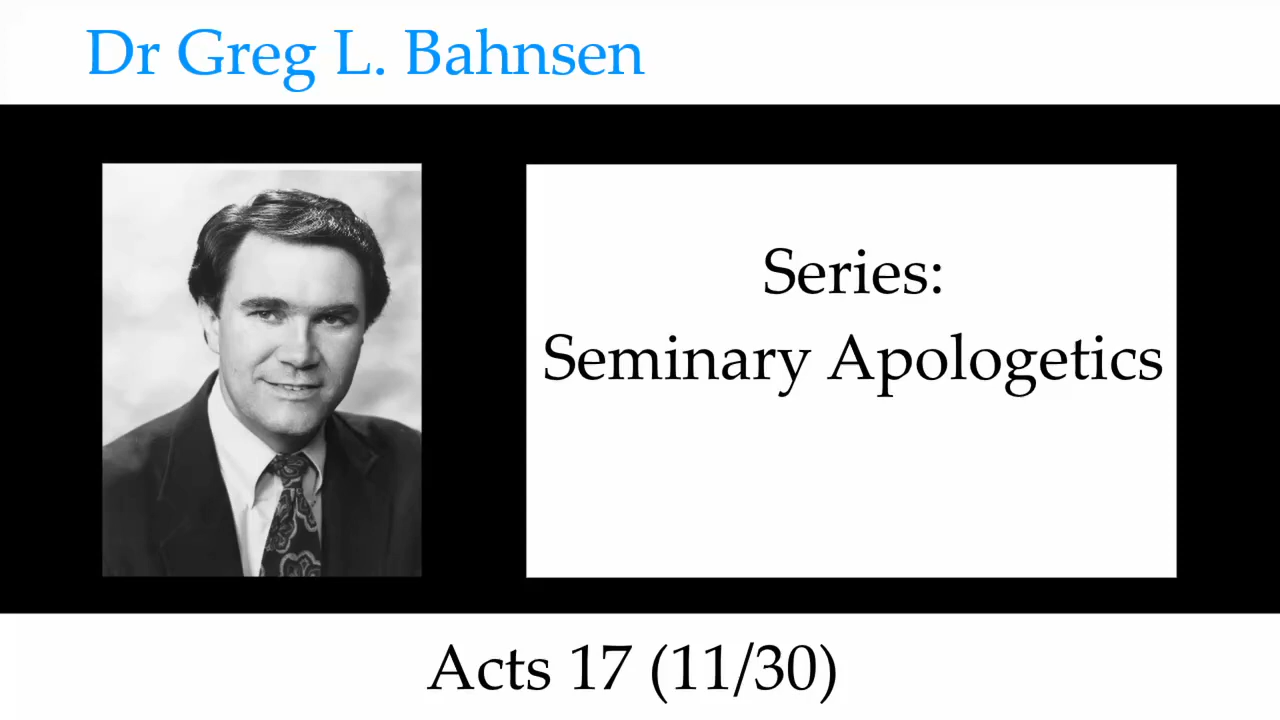 Dr Greg L. Bahnsen
Series:
Seminary Apologetics
Acts 17 (11/30)